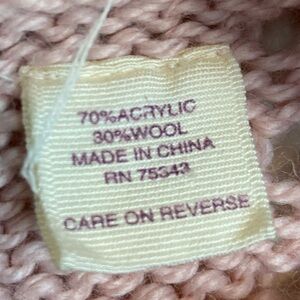 70%ACRYLIC
30%WOOL
MADE IN CHINA
RN 75343
CARE ON REVERSE